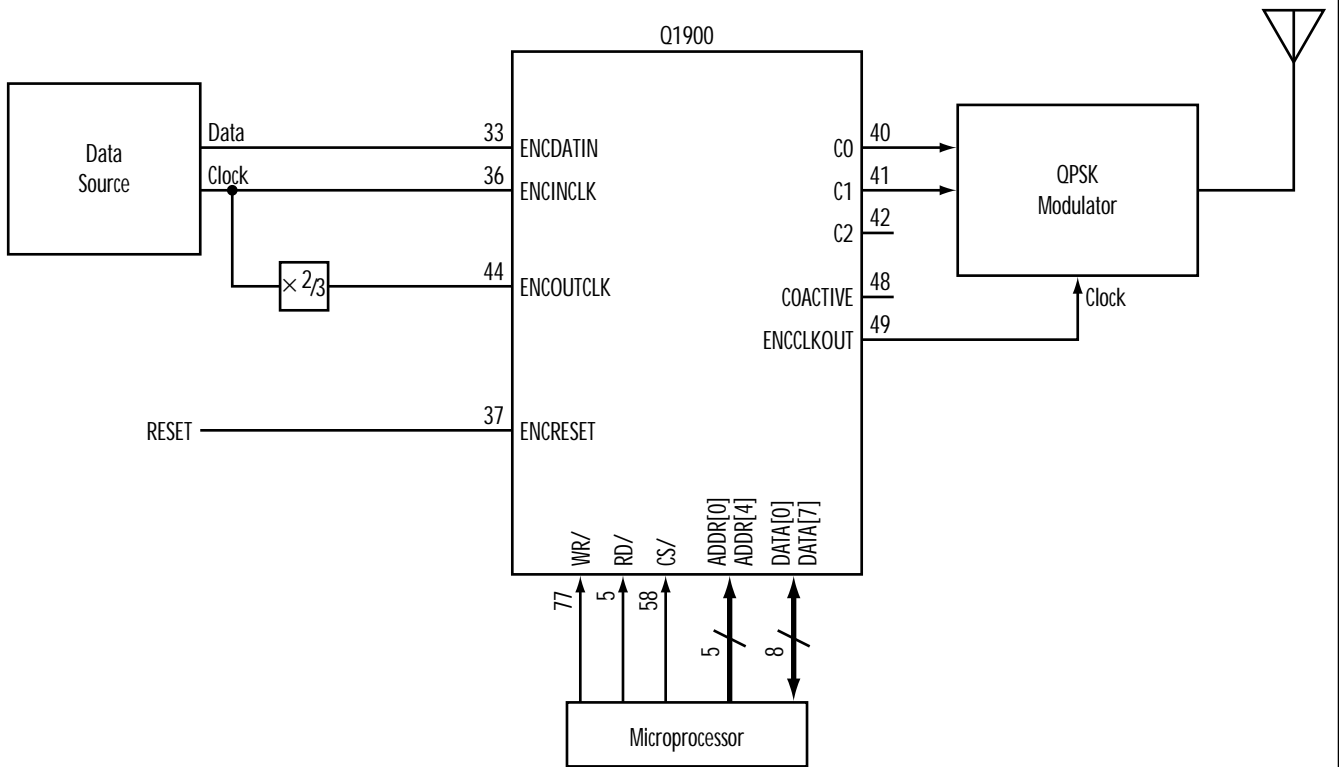 Q1900
Data
Source
Data
Clock
× 2/3
RESET
33
36
44
37
ENCDATIN
ENCINCLK
ENCOUTCLK
ENCRESET
C0
C1
C2
COACTIVE
ENCCLKOUT
40
41
42
48
49
QPSK
Modulator
Clock
WR/
RD/
CS/
ADDR[0]
ADDR[4]
DATA[0]
DATA[7]
77
5
58
5
8
Microprocessor